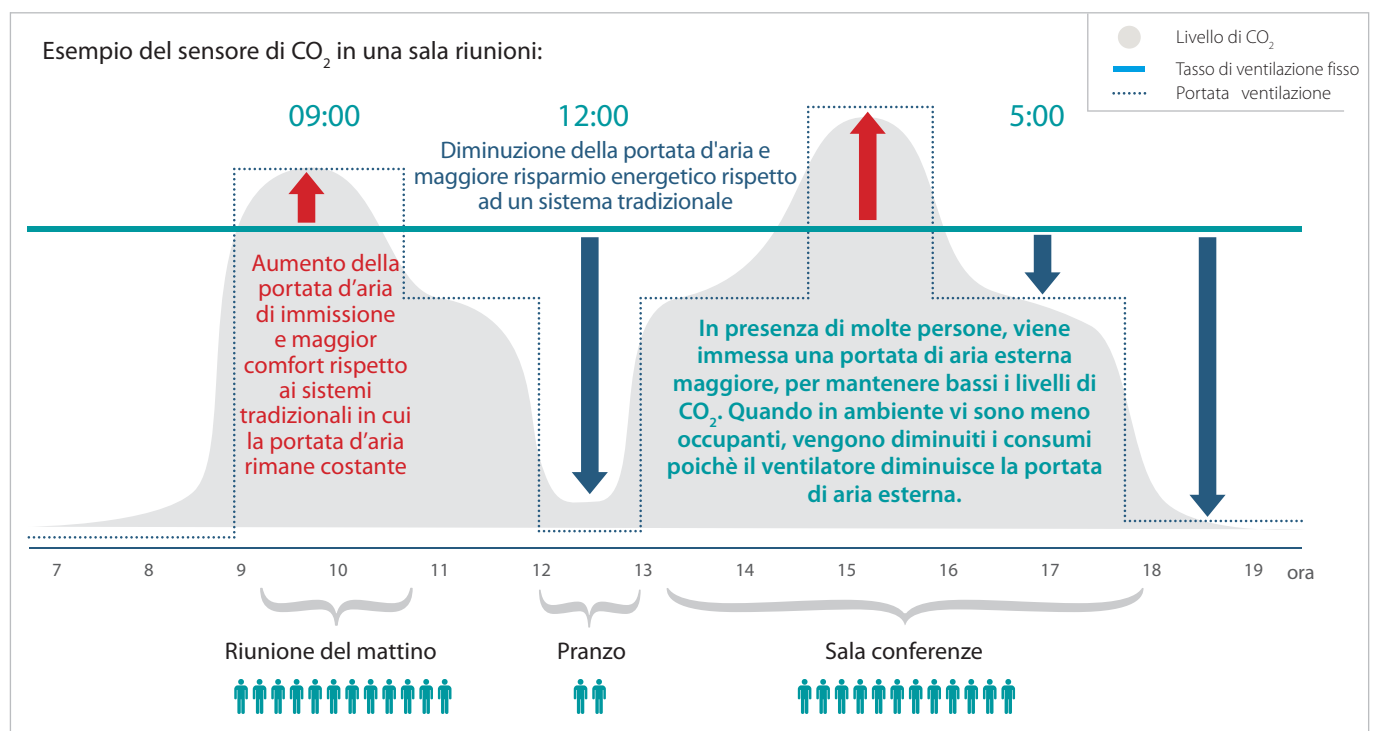 Esempio del sensore di CO₂ in una sala riunioni:
Livello di CO₂
Tasso di ventilazione fisso
Portata ventilazione
09:00
12:00
5:00
Diminuzione della portata d'aria e
maggiore risparmio energetico rispetto
ad un sistema tradizionale
Aumento della
portata d’aria
di immissione
e maggior
comfort rispetto
ai sistemi
tradizionali in cui
la portata d’aria
rimane costante
In presenza di molte persone, viene
immessa una portata di aria esterna
maggiore, per mantenere bassi i livelli di
CO₂. Quando in ambiente vi sono meno
occupanti, vengono diminuiti i consumi
poichè il ventilatore diminuisce la portata
di aria esterna.
7 8 9 10 11 12 13 14 15 16 17 18 19 ora
Riunione del mattino
Pranzo
Sala conferenze